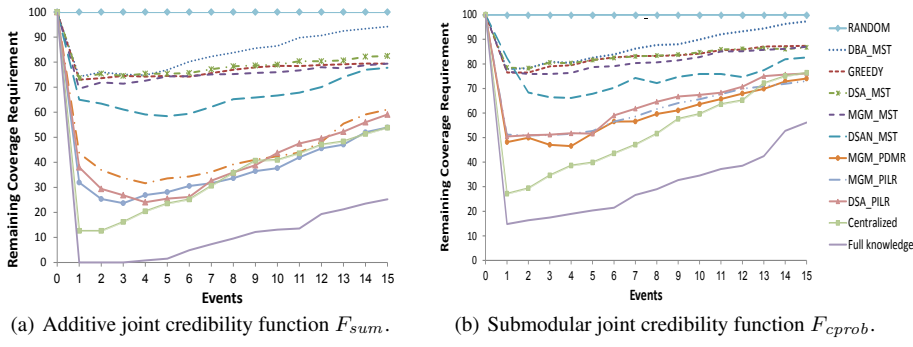 Remaining Coverage Requirement
100
90
80
70
60
50
40
30
20
10
0
0 1 2 3 4 5 6 7 8 9 10 11 12 13 14 15
Events
(a) Additive joint credibility function F_sum.
Remaining Coverage Requirement
100
90
80
70
60
50
40
30
20
10
0
0 1 2 3 4 5 6 7 8 9 10 11 12 13 14 15
Events
(b) Submodular joint credibility function F_cprob.
RANDOM
DBA_MST
GREEDY
DSA_MST
MGM_MST
DSAN_MST
MGM_PDMR
MGM_PILR
DSA_PILR
Centralized
Full knowledge